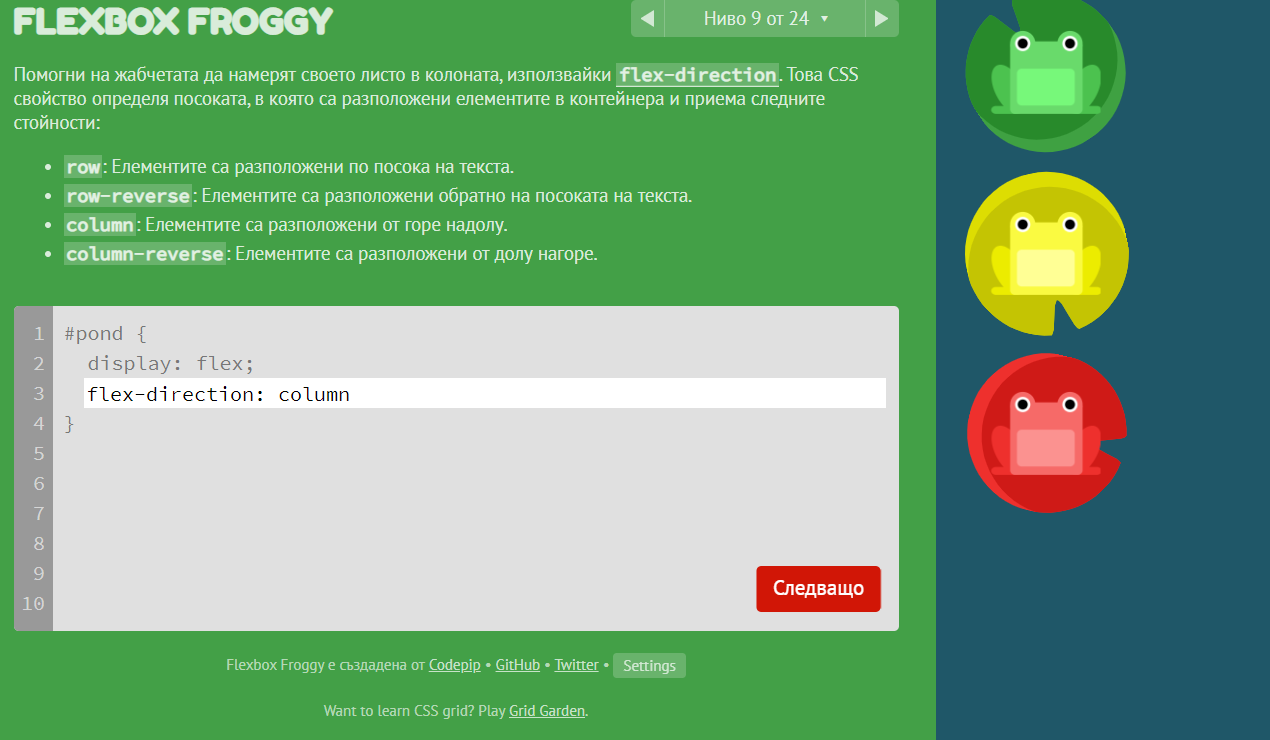 FLEXBOX FROGGY
◀ Ниво 9 от 24 ▾ ▶
Помогни на жабчетата да намерят своето листо в колоната, използвайки flex-direction. Това CSS
свойство определя посоката, в която са разположени елементите в контейнера и приема следните
стойности:
• row: Елементите са разположени по посока на текста.
• row-reverse: Елементите са разположени обратно на посоката на текста.
• column: Елементите са разположени от горе надолу.
• column-reverse: Елементите са разположени от долу нагоре.
1 #pond {
2 display: flex;
3 flex-direction: column
4 }
5
6
7
8
9
10
Следващо
Flexbox Froggy е създадена от Codepip • GitHub • Twitter • Settings
Want to learn CSS grid? Play Grid Garden.